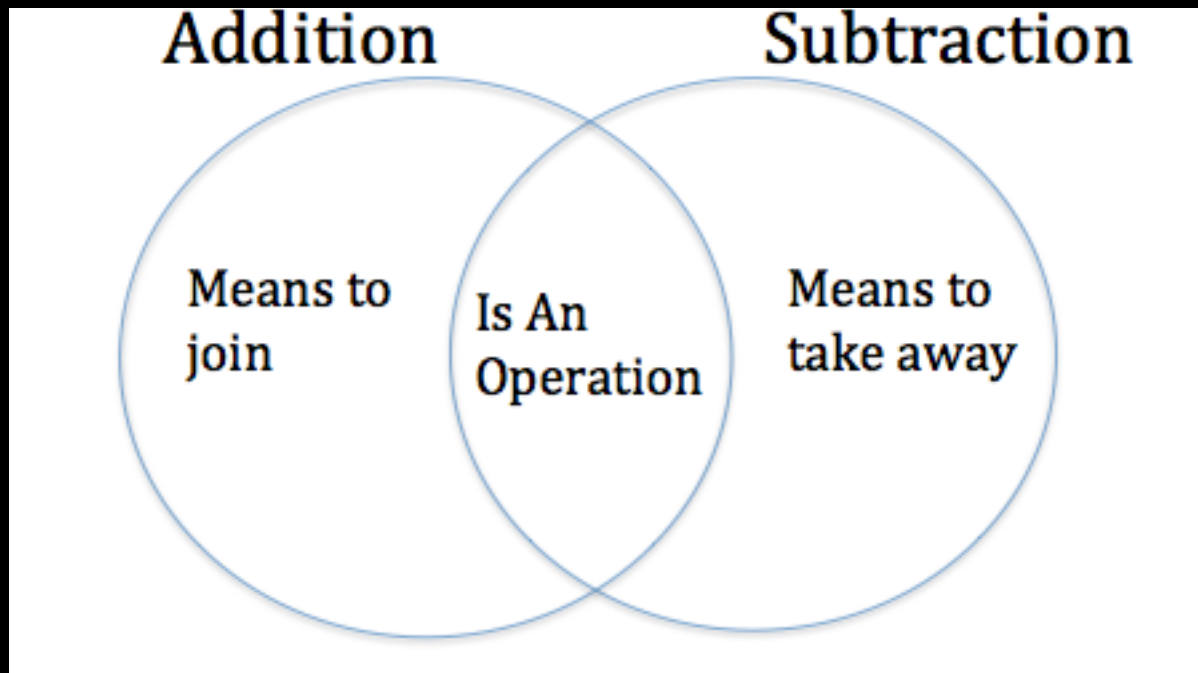 Addition
Subtraction
Means to
join
Is An
Operation
Means to
take away